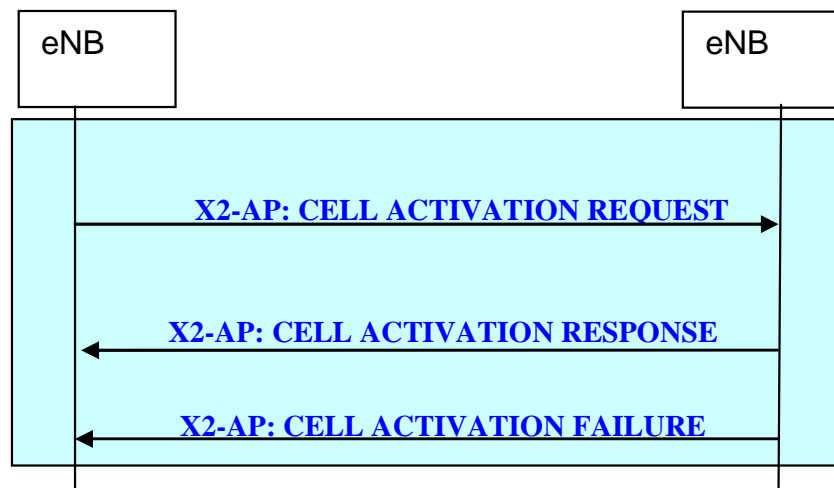 eNB
eNB
X2-AP: CELL ACTIVATION REQUEST
X2-AP: CELL ACTIVATION RESPONSE
X2-AP: CELL ACTIVATION FAILURE